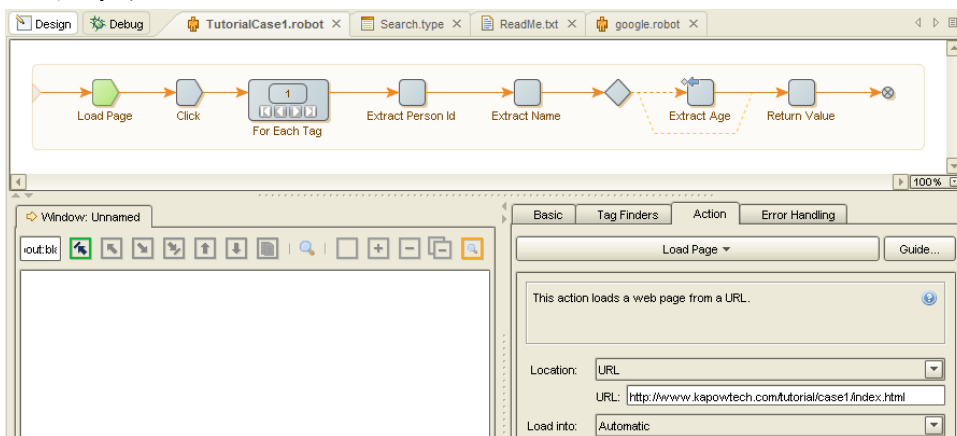 Design Debug TutorialCase1.robot Search.type ReadMe.txt google.robot
1
Load Page Click For Each Tag Extract Person Id Extract Name Extract Age Return Value
100%
Window: Unnamed
Basic Tag Finders Action Error Handling
Load Page Guide...
This action loads a web page from a URL.
Location: URL
URL: http://www.kapowtech.com/tutorial/case1/index.html
Load into: Automatic